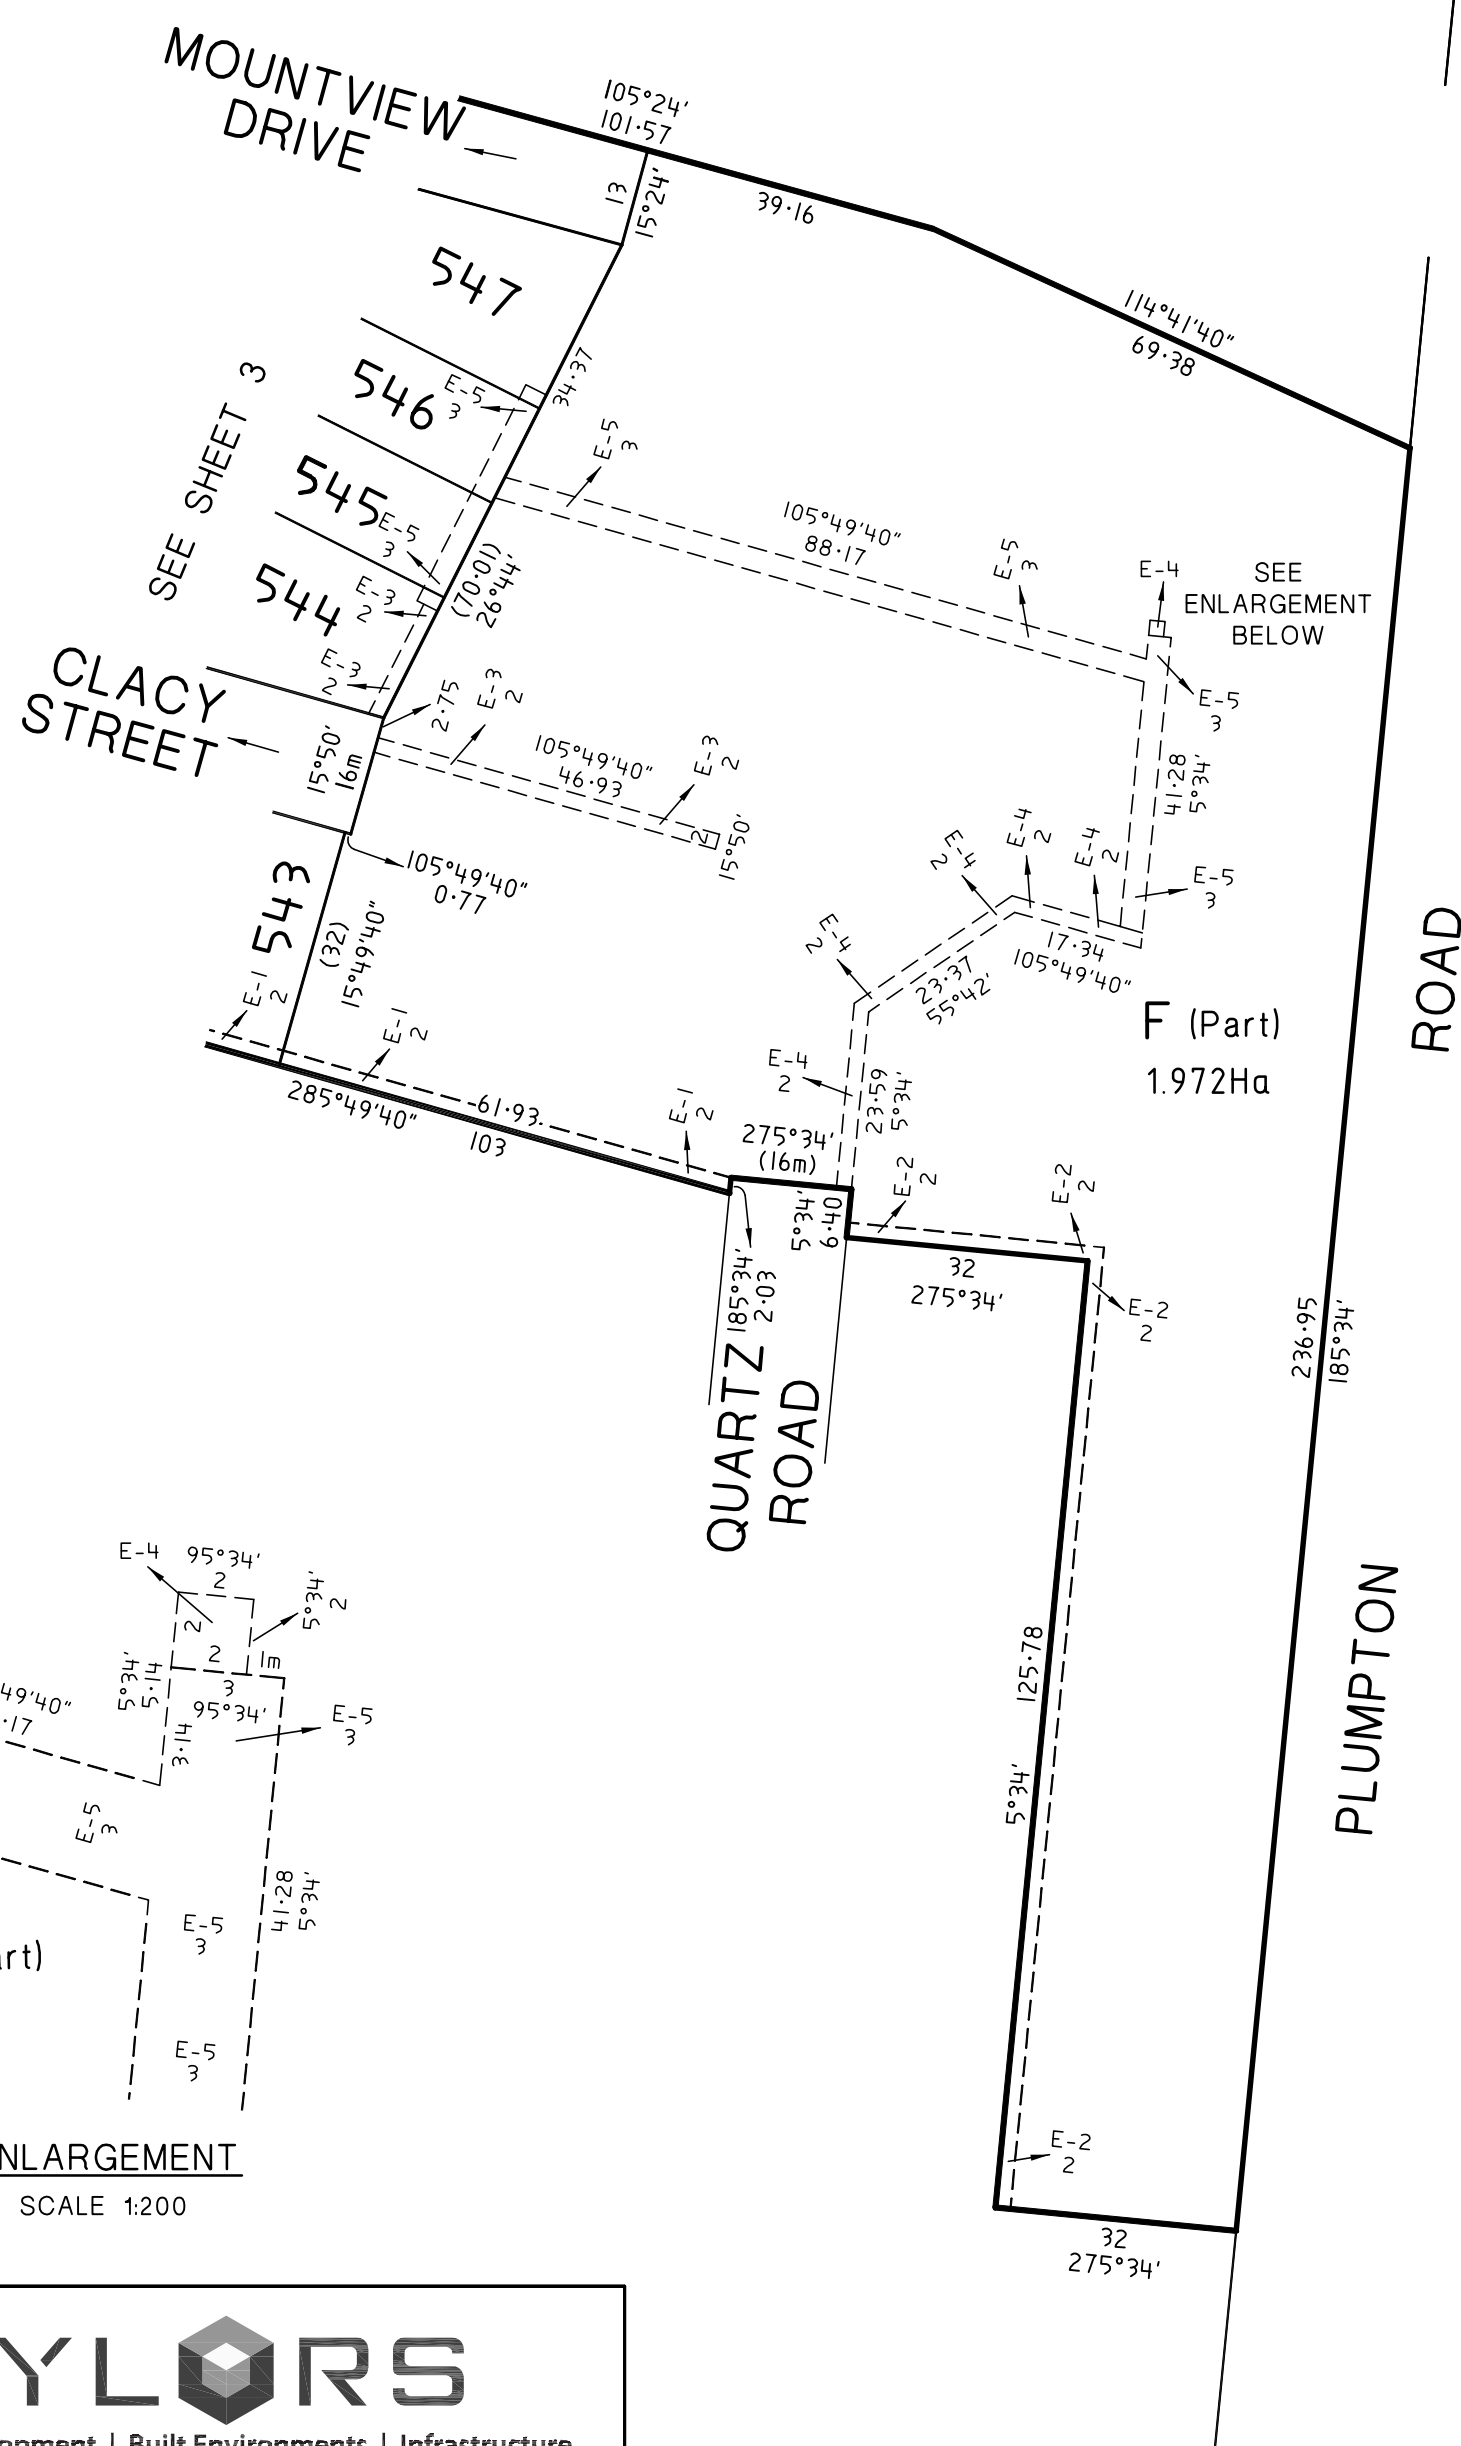 MOUNTVIEW
DRIVE
105°24'
101·57
13
15°24'
39·16
114°41'40"
69·38
547
546
545
544
543
SEE SHEET 3
E-5
3
34·37
E-5
3
E-5
3
E-3
2
E-3
2
(70·01)
26°44'
105°49'40"
88·17
E-5
3
E-4
SEE
ENLARGEMENT
BELOW
E-5
3
CLACY
STREET
15°50'
16m
2·75
E-3
2
105°49'40"
46·93
E-3
2
2
15°50'
41·28
5°34'
E-4
2
E-4
2
E-4
2
E-5
3
105°49'40"
0·77
(32)
15°49'40"
E-4
2
17·34
105°49'40"
23·37
55°42'
E-1
2
E-1
2
F (Part)
1.972Ha
E-4
2
23·59
5°34'
285°49'40"
61·93
103
E-1
2
275°34'
(16m)
E-2
2
E-2
2
5°34'
6·40
185°34'
2·03
32
275°34'
E-2
2
QUARTZ
ROAD
236·95
185°34'
PLUMPTON
ROAD
125·78
5°34'
E-2
2
32
275°34'
E-4
95°34'
2
5°34'
2
2
2
1m
3
95°34'
5°34'
5·14
3·14
E-5
3
49'40"
·17
E-5
3
41·28
5°34'
E-5
3
art)
E-5
3
NLARGEMENT
SCALE 1:200
YLORS
onment | Built Environments | Infrastructure